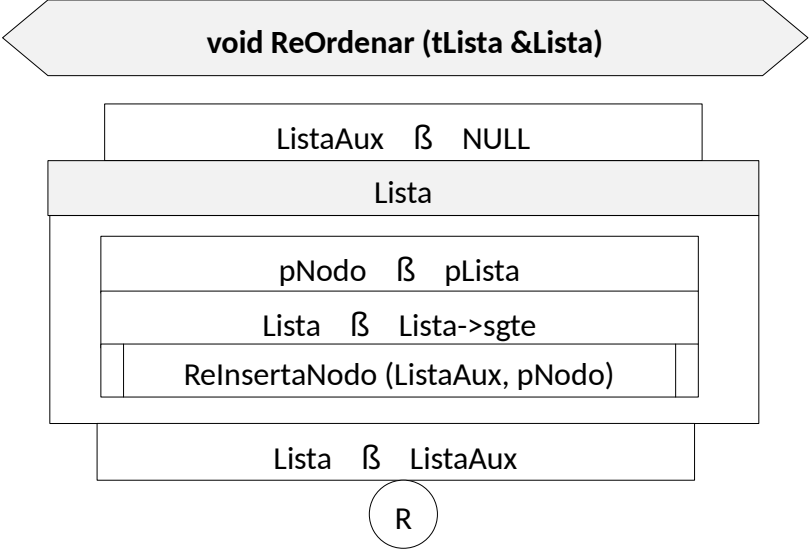 void ReOrdenar (tLista &Lista)
ListaAux ß NULL
Lista
pNodo ß pLista
Lista ß Lista->sgte
ReInsertaNodo (ListaAux, pNodo)
Lista ß ListaAux
R